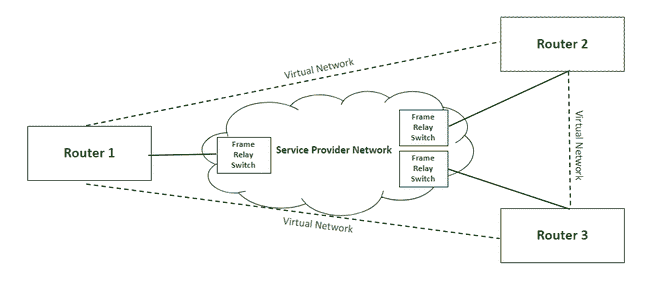 Router 2
Virtual Network
Frame
Relay
Switch
Router 1
Frame
Relay
Switch
Service Provider Network
Virtual Network
Frame
Relay
Switch
Virtual Network
Router 3